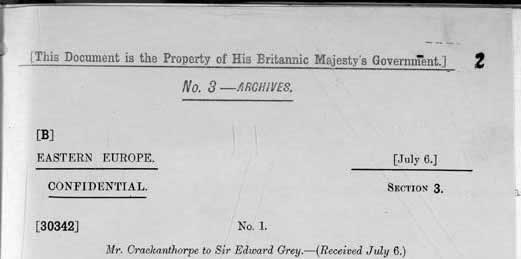 [This Document is the Property of His Britannic Majesty's Government.] 2
No. 3 — ARCHIVES.
[B]
EASTERN EUROPE. [July 6.]
CONFIDENTIAL. SECTION 3.
[30342] No. 1.
Mr. Crackanthorpe to Sir Edward Grey.—(Received July 6.)